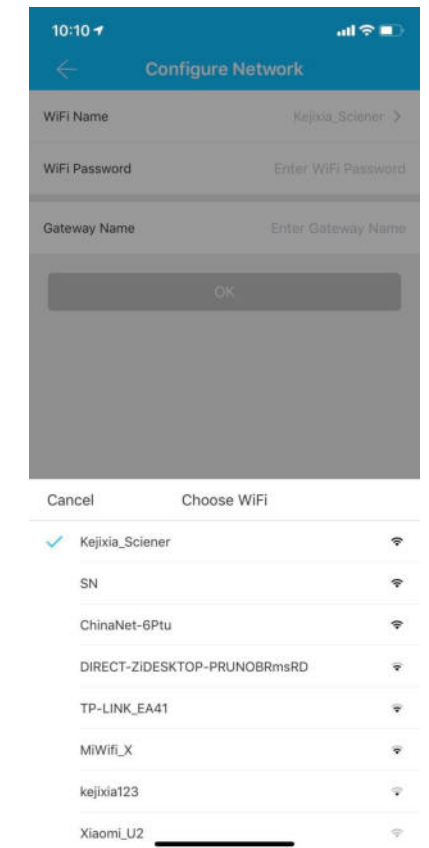 10:10
Configure Network
WiFi Name Kejixia_Sciener
WiFi Password Enter WiFi Password
Gateway Name Enter Gateway Name
OK
Cancel Choose WiFi
Kejixia_Sciener
SN
ChinaNet-6Ptu
DIRECT-ZiDESKTOP-PRUNOBRmsRD
TP-LINK_EA41
MiWifi_X
kejixia123
Xiaomi_U2